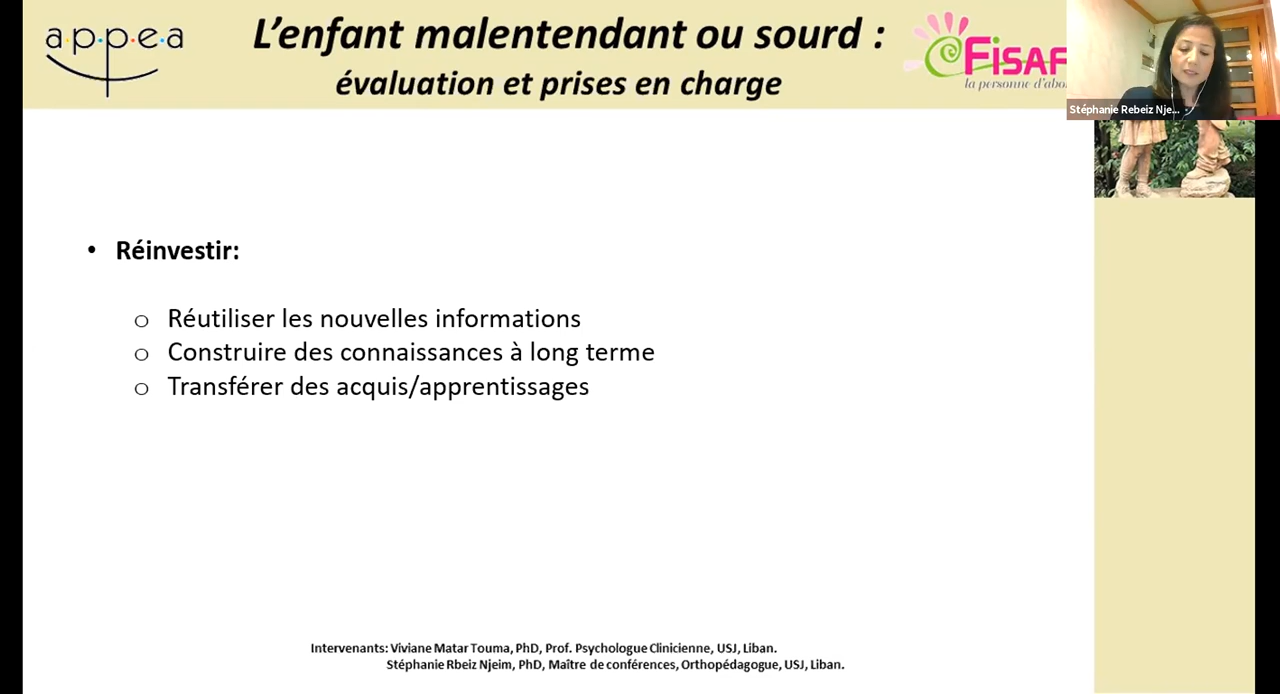 a·p·p·e·a
L'enfant malentendant ou sourd :
évaluation et prises en charge
FISAF
la personne d'abor
Stéphanie Rebeiz Nje...
• Réinvestir:
o Réutiliser les nouvelles informations
o Construire des connaissances à long terme
o Transférer des acquis/apprentissages
Intervenants: Viviane Matar Touma, PhD, Prof. Psychologue Clinicienne, USJ, Liban.
Stéphanie Rbeiz Njeim, PhD, Maître de conférences, Orthopédagogue, USJ, Liban.